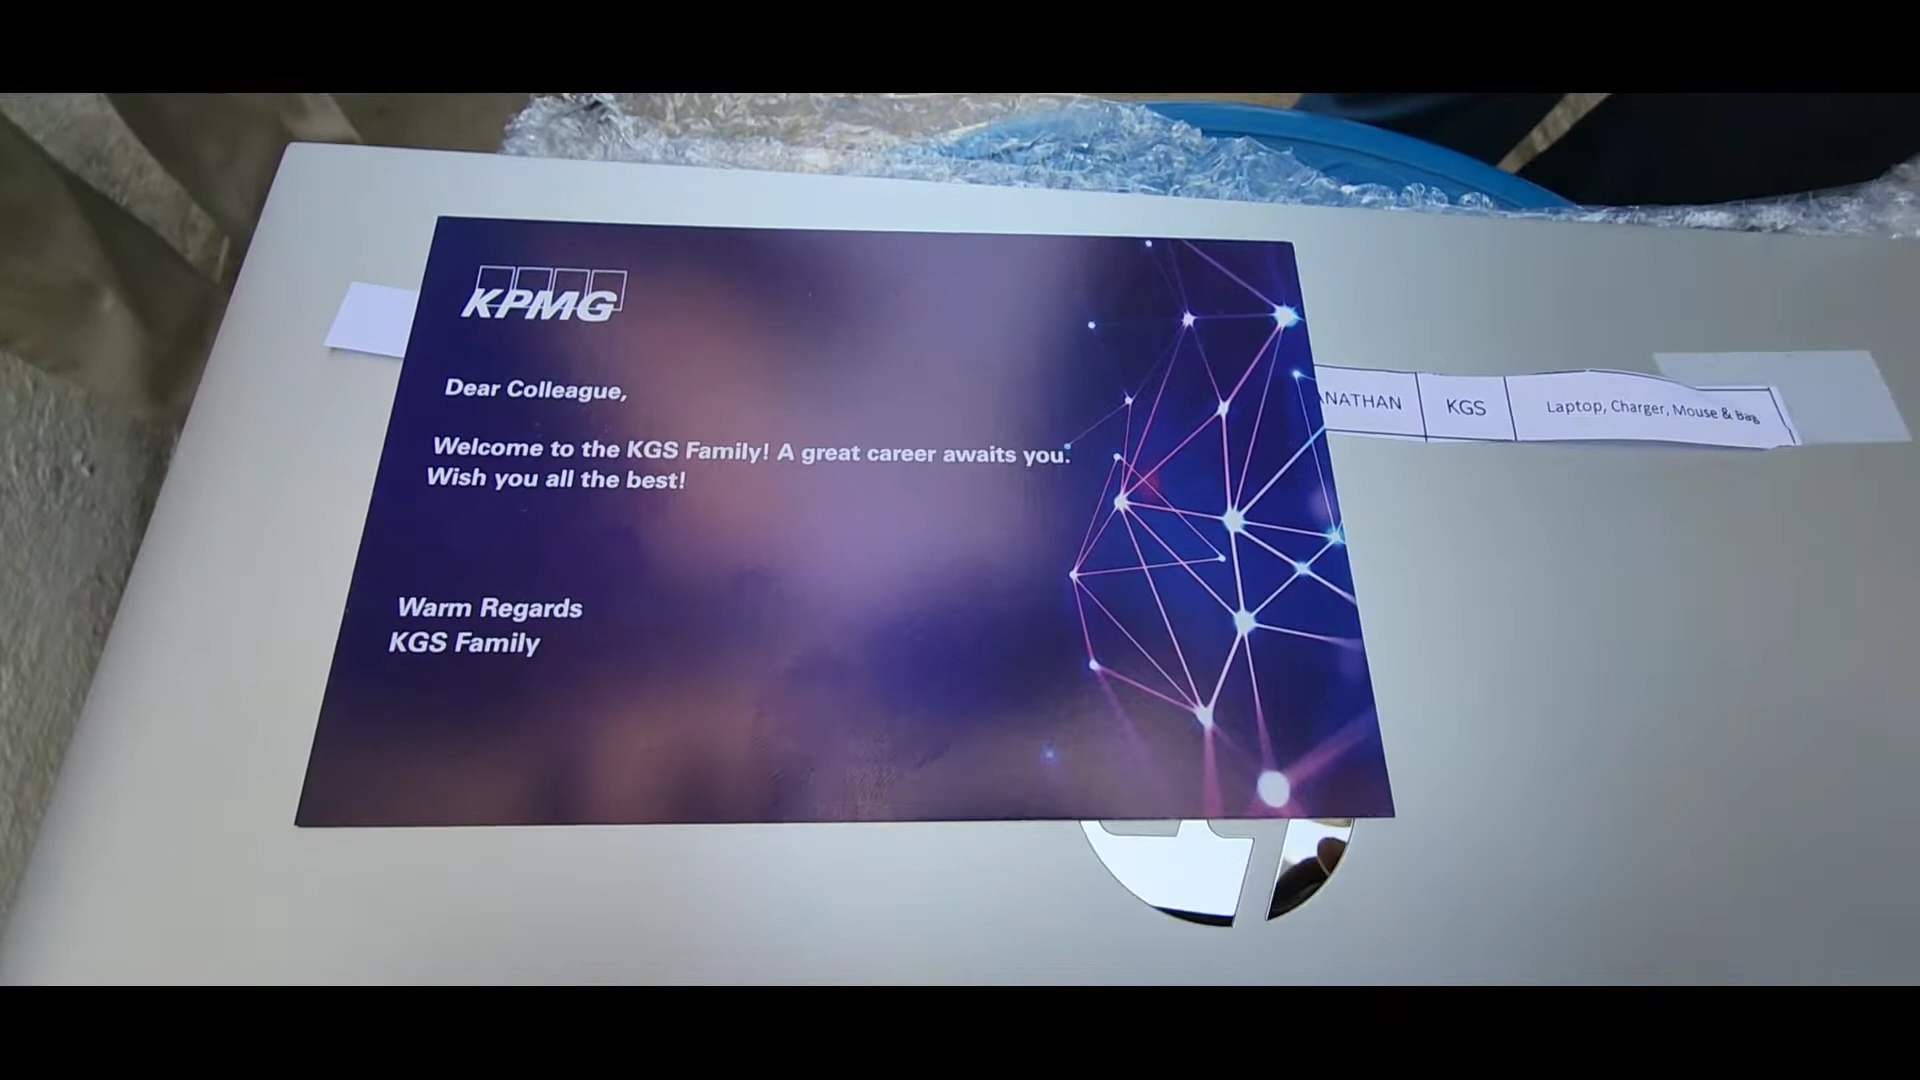 KPMG
Dear Colleague,
Welcome to the KGS Family! A great career awaits you.
Wish you all the best!
Warm Regards
KGS Family
NATHAN KGS Laptop, Charger, Mouse & Bag